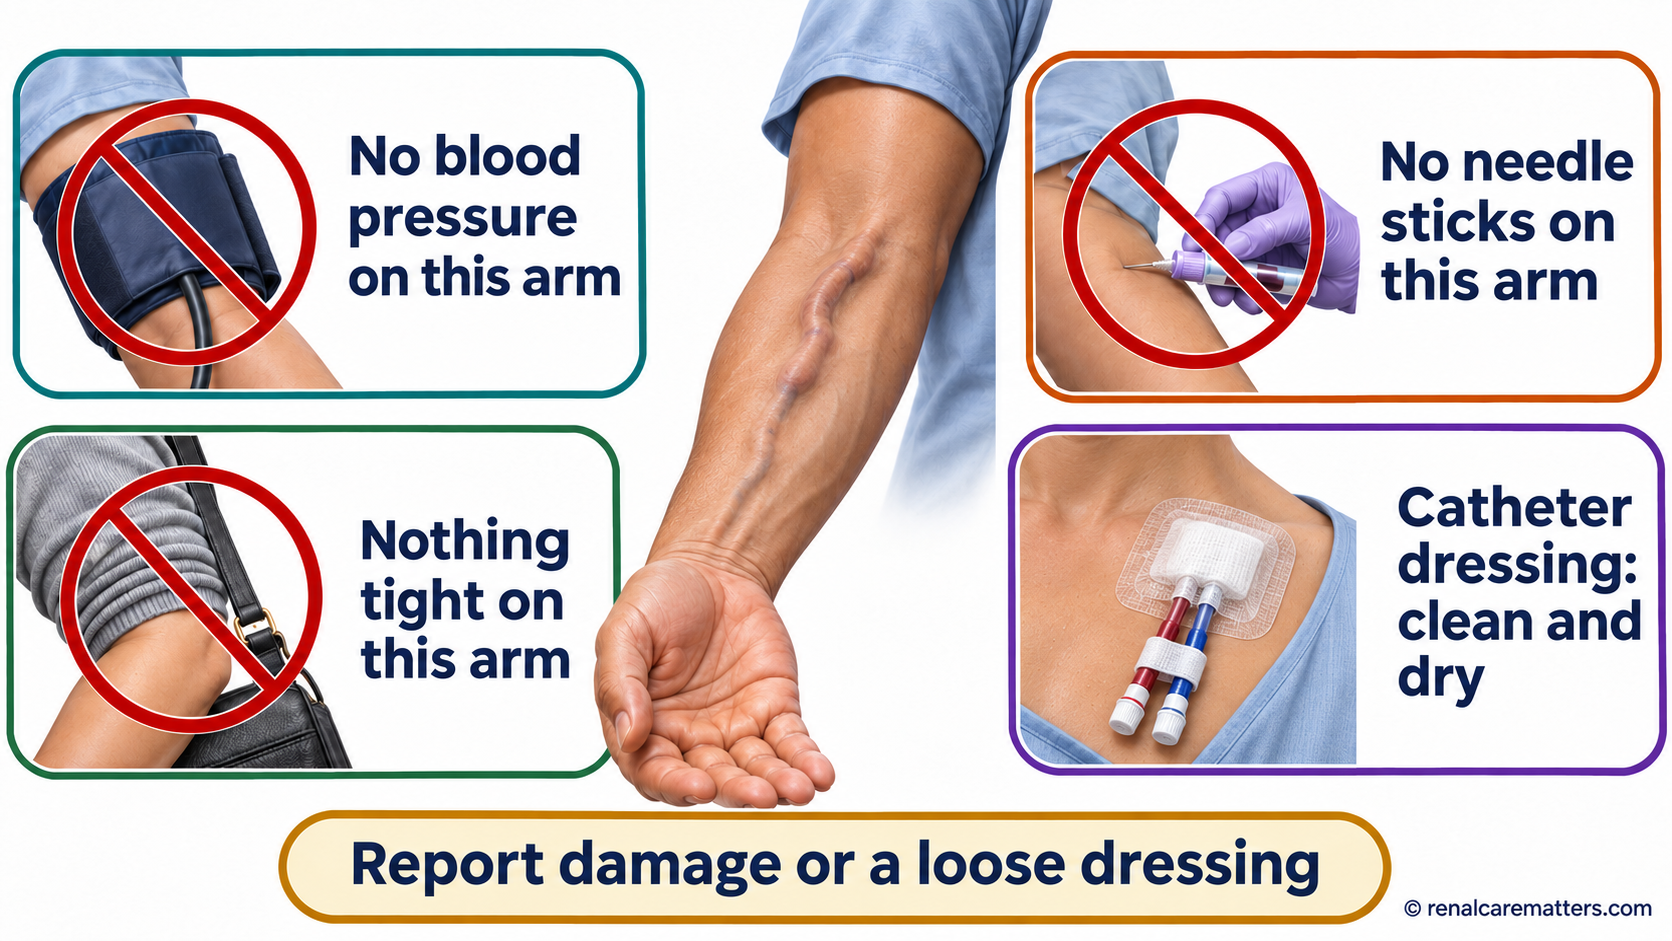 No blood
pressure
on this arm
No needle
sticks on
this arm
Nothing
tight on
this arm
Catheter
dressing:
clean and
dry
Report damage or a loose dressing
© renalcarematters.com